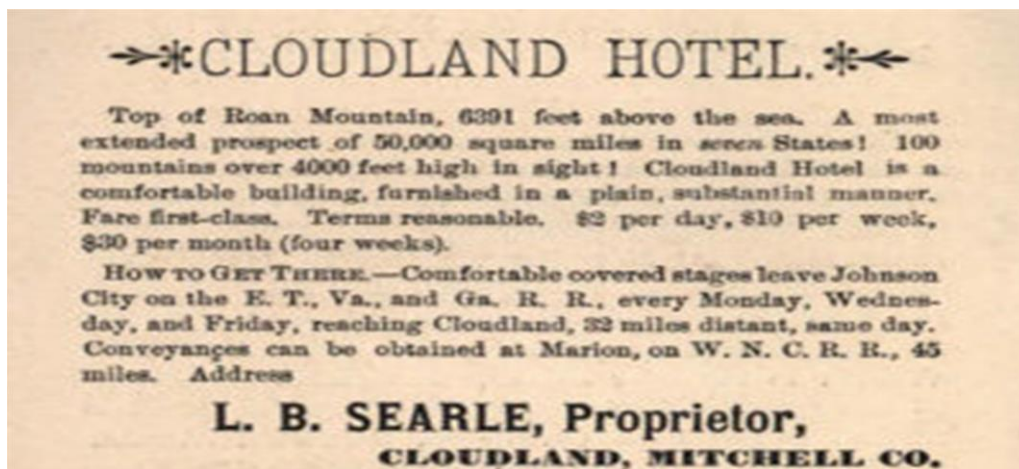 CLOUDLAND HOTEL.
Top of Roan Mountain, 6391 feet above the sea. A most
extended prospect of 50,000 square miles in seven States! 100
mountains over 4000 feet high in sight! Cloudland Hotel is a
comfortable building, furnished in a plain, substantial manner.
Fare first-class. Terms reasonable. $2 per day, $10 per week,
$30 per month (four weeks).
HOW TO GET THERE.—Comfortable covered stages leave Johnson
City on the E. T., Va., and Ga. R. R., every Monday, Wednes-
day, and Friday, reaching Cloudland, 32 miles distant, same day.
Conveyances can be obtained at Marion, on W. N. C. R. R., 45
miles. Address
L. B. SEARLE, Proprietor,
CLOUDLAND, MITCHELL CO.